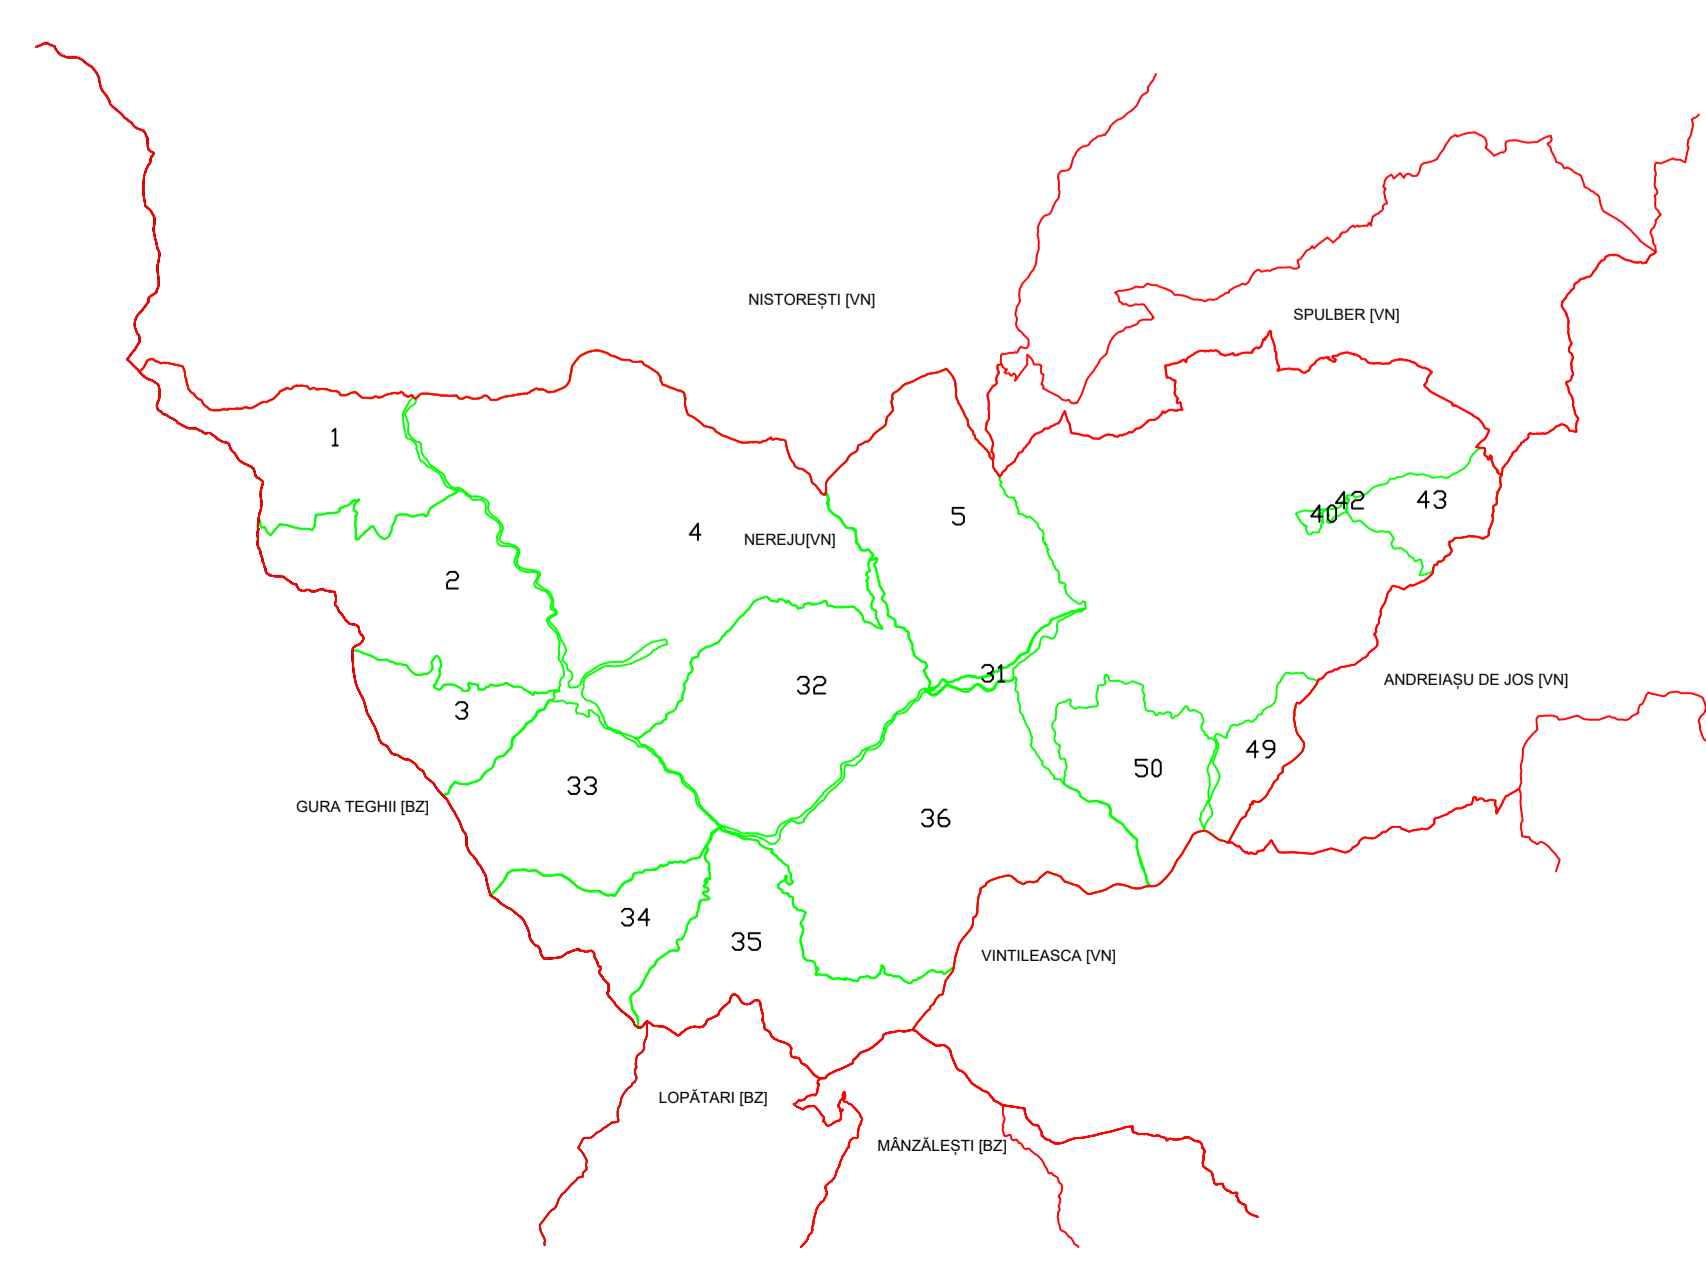 NISTOREȘTI [VN]
SPULBER [VN]
1
42
43
40
5
4
NEREJU[VN]
2
31
ANDREIAȘU DE JOS [VN]
32
3
49
50
33
GURA TEGHII [BZ]
36
34
35
VINTILEASCA [VN]
LOPĂTARI [BZ]
MÂNZĂLEȘTI [BZ]